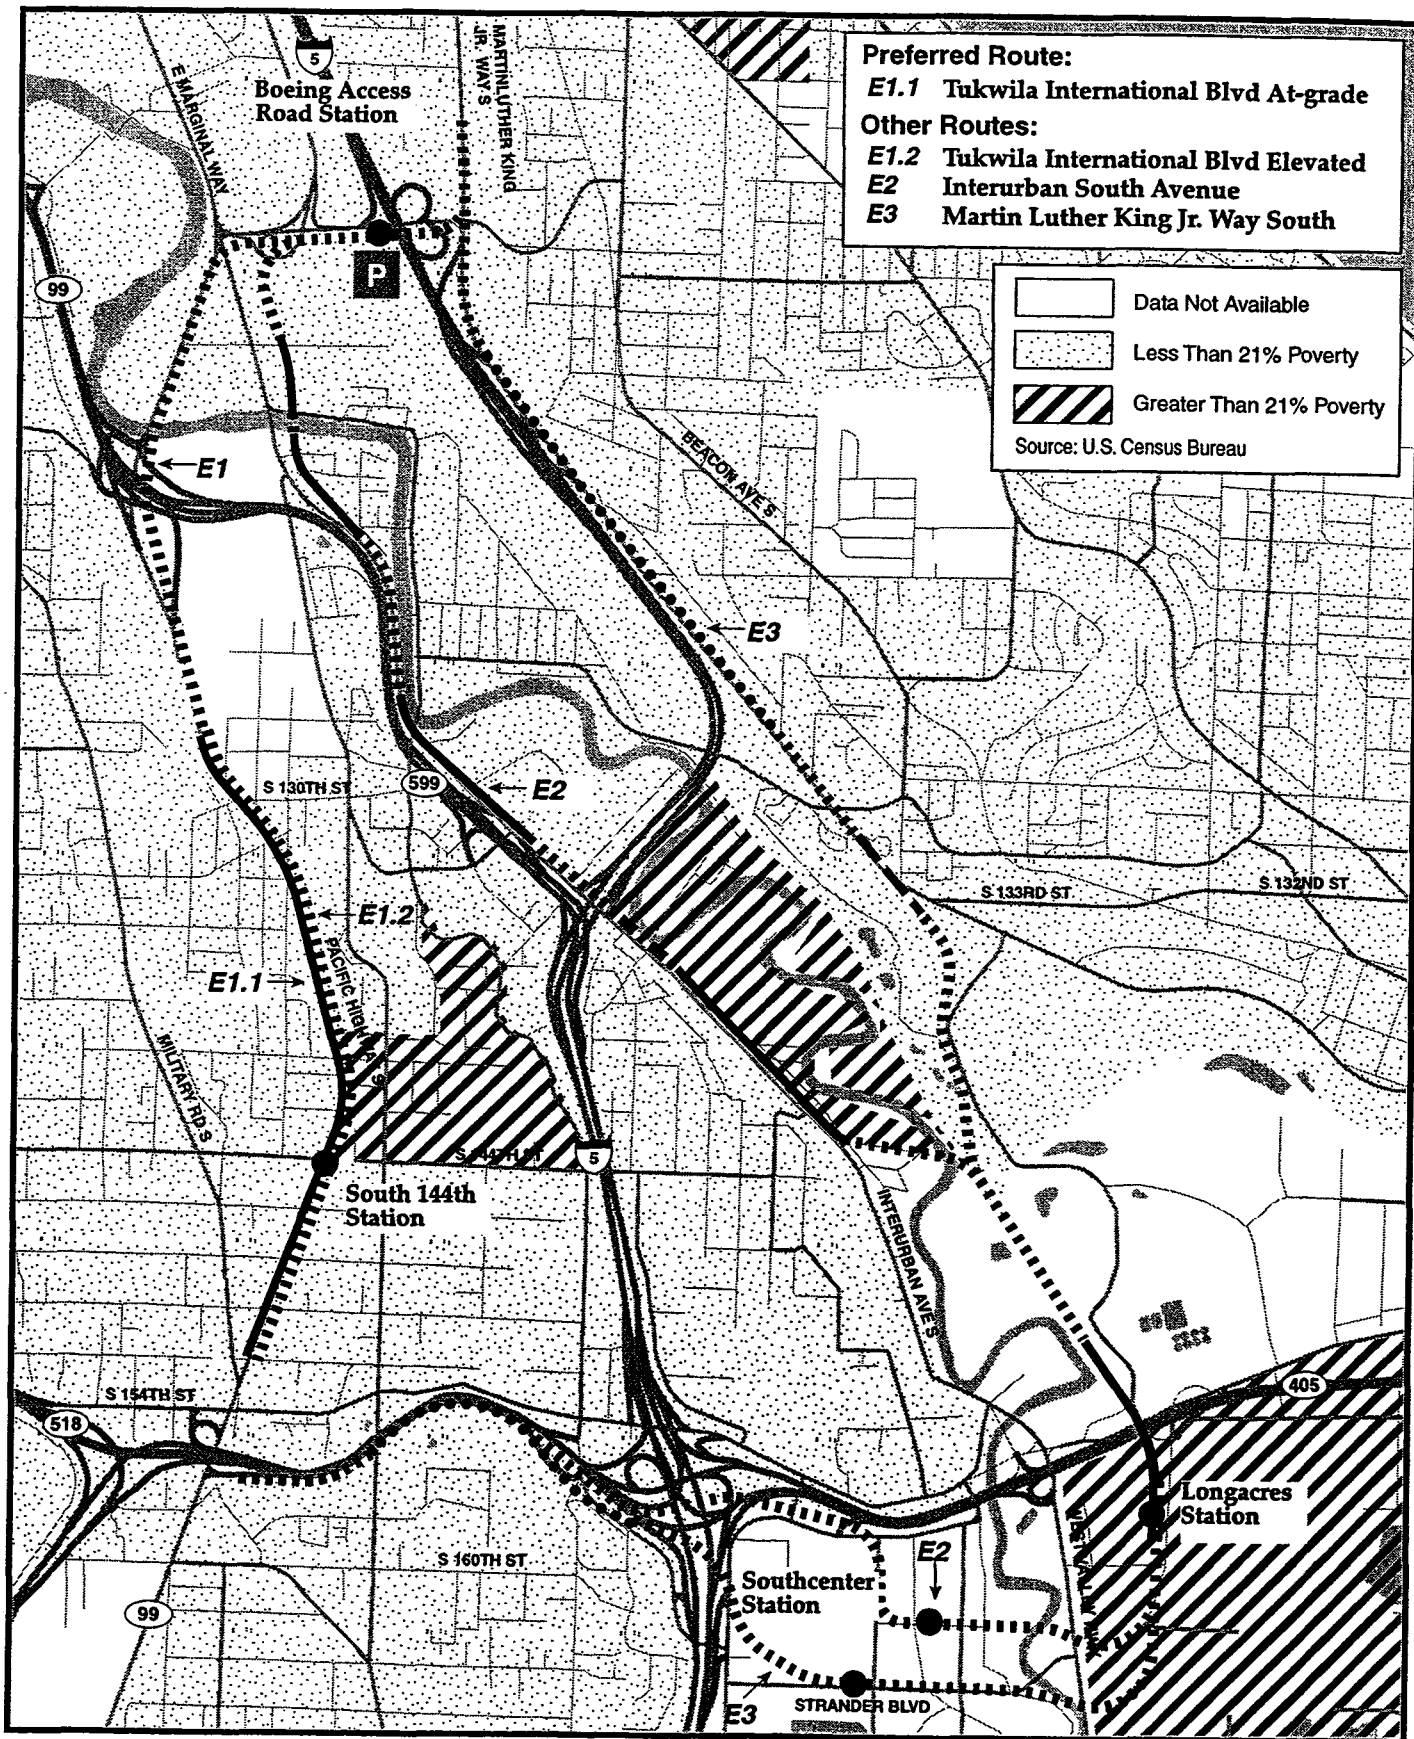 Preferred Route:
E1.1 Tukwila International Blvd At-grade
Other Routes:
E1.2 Tukwila International Blvd Elevated
E2 Interurban South Avenue
E3 Martin Luther King Jr. Way South
Data Not Available
Less Than 21% Poverty
Greater Than 21% Poverty
Source: U.S. Census Bureau
5
Boeing Access
Road Station
E MARGINAL WAY
MARTIN LUTHER KING
JR WAY S
P
99
E1
BEACON AVE S
E3
S 130TH ST
599
E2
S 133RD ST
S 132ND ST
E1.2
E1.1
PACIFIC HIGHWAY S
MILITARY RD S
S 144TH ST
5
South 144th
Station
INTERURBAN AVE S
S 154TH ST
518
405
Longacres
Station
S 160TH ST
E2
Southcenter
Station
99
E3
STRANDER BLVD